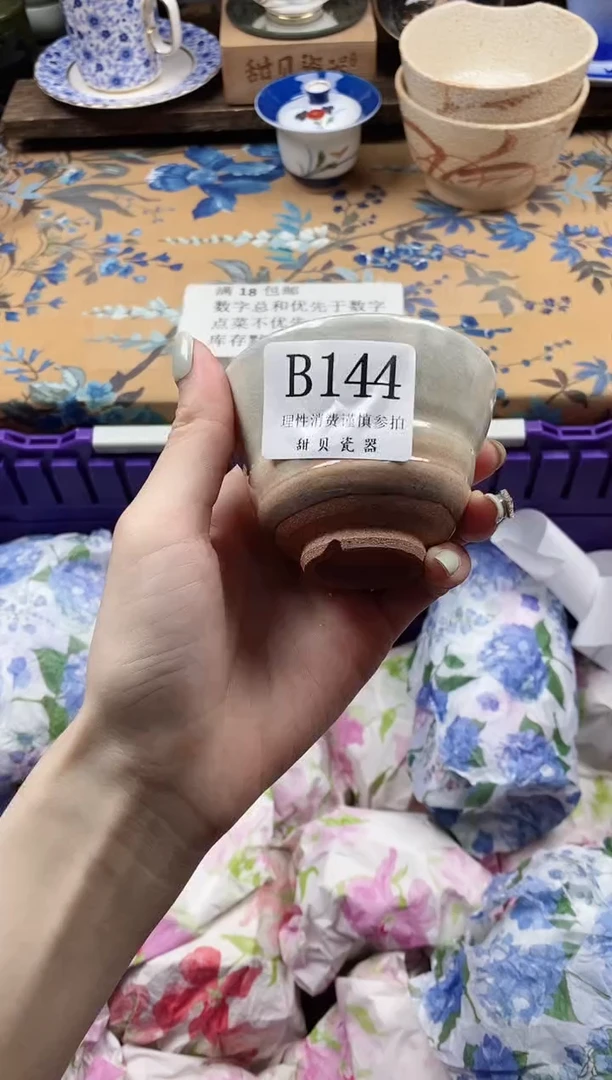 甜贝瓷器
满18包邮
数字总和优先于数字
点菜不优先
库存
B144
理性消费谨慎参拍
甜贝瓷器